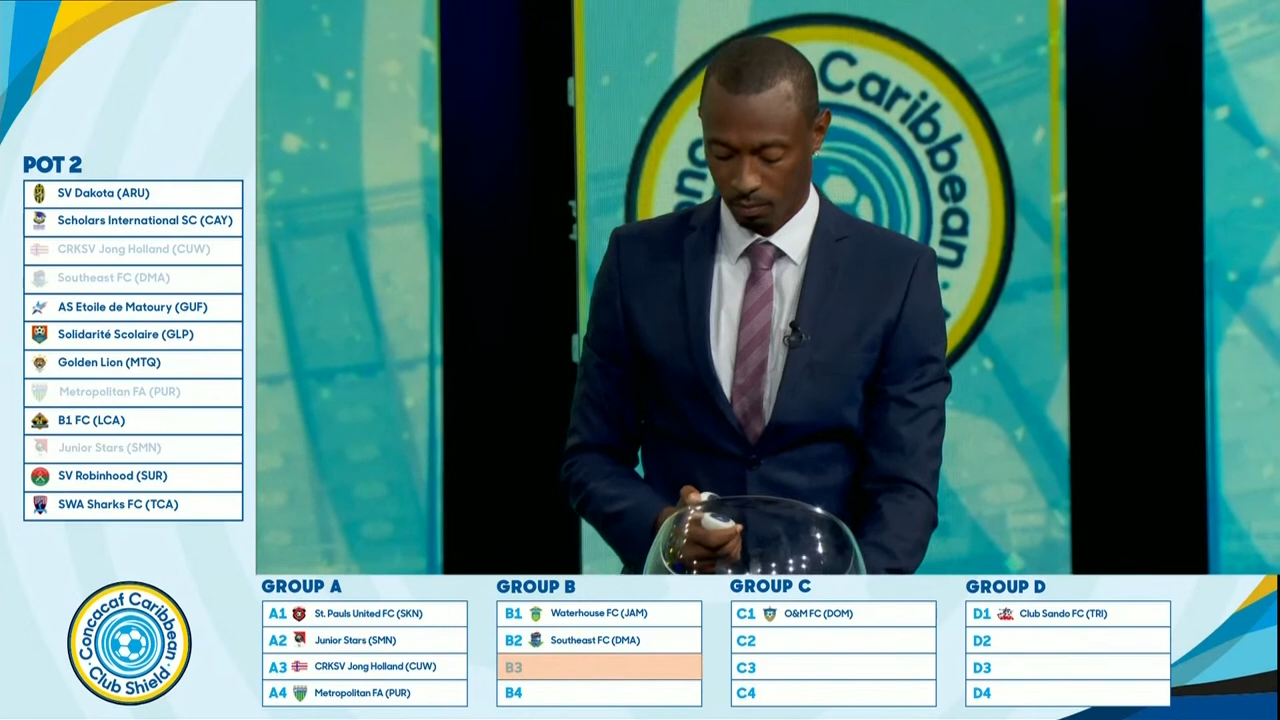 POT 2
SV Dakota (ARU)
Scholars International SC (CAY)
CRKSV Jong Holland (CUW)
Southeast FC (DMA)
AS Etoile de Matoury (GUF)
Solidarité Scolaire (GLP)
Golden Lion (MTQ)
Metropolitan FA (PUR)
B1 FC (LCA)
Junior Stars (SMN)
SV Robinhood (SUR)
SWA Sharks FC (TCA)
Caribbean
Concacaf Caribbean
Club Shield
GROUP A
A1 St. Pauls United FC (SKN)
A2 Junior Stars (SMN)
A3 CRKSV Jong Holland (CUW)
A4 Metropolitan FA (PUR)
GROUP B
B1 Waterhouse FC (JAM)
B2 Southeast FC (DMA)
B3
B4
GROUP C
C1 O&M FC (DOM)
C2
C3
C4
GROUP D
D1 Club Sando FC (TRI)
D2
D3
D4